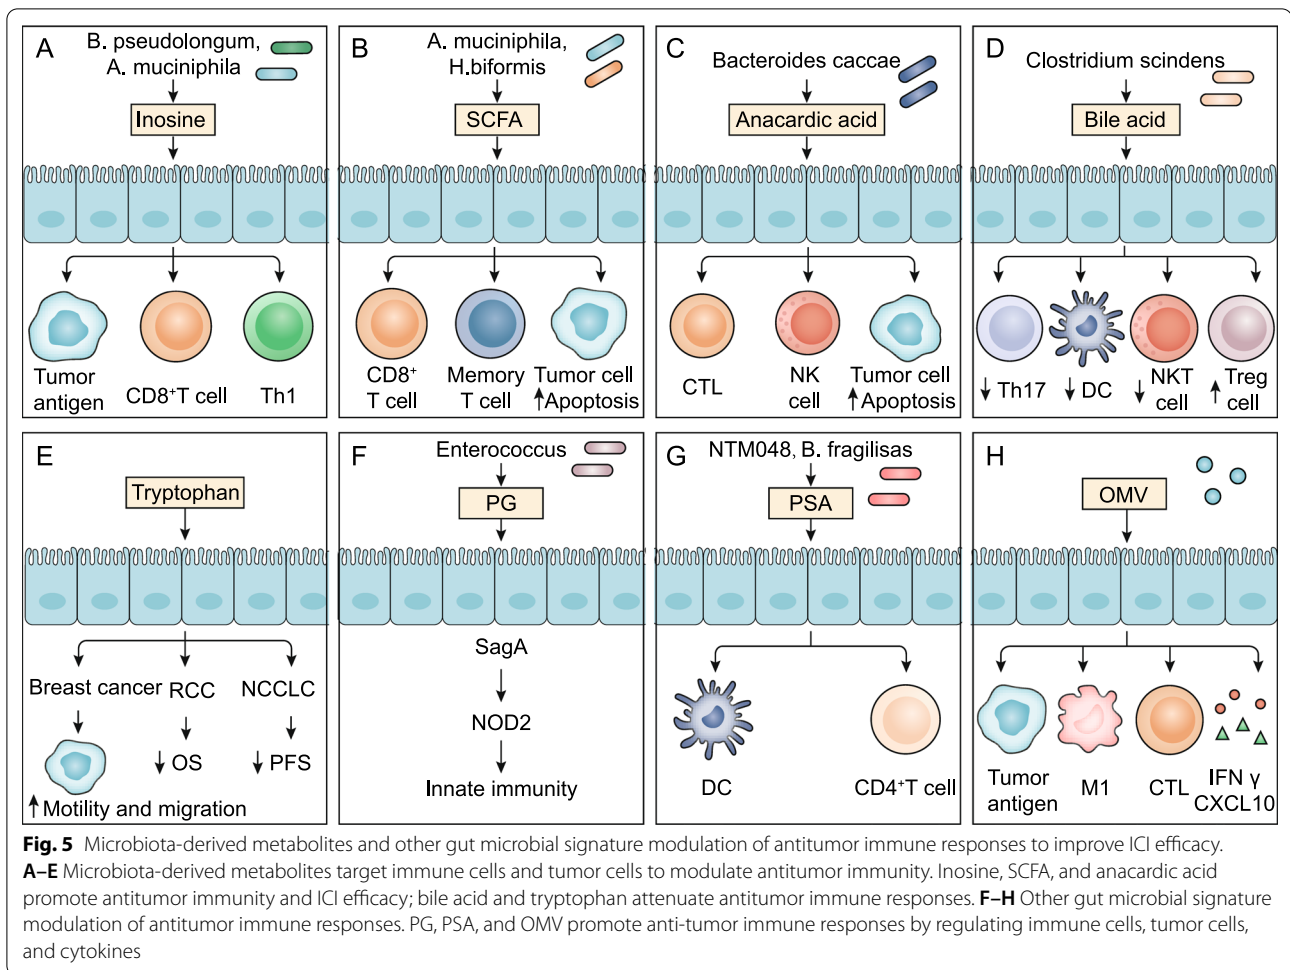 A
B. pseudolongum,
A. muciniphila
Inosine
Tumor
antigen
CD8⁺T cell
Th1
B
A. muciniphila,
H.biformis
SCFA
CD8⁺
T cell
Memory
T cell
Tumor cell
↑Apoptosis
C
Bacteroides caccae
Anacardic acid
CTL
NK
cell
Tumor cell
↑Apoptosis
D
Clostridium scindens
Bile acid
↓ Th17
↓ DC
↓ NKT
cell
↑ Treg
cell
E
Tryptophan
Breast cancer
RCC
NCCLC
↑ Motility and migration
↓ OS
↓ PFS
F
Enterococcus
PG
SagA
NOD2
Innate immunity
G
NTM048, B. fragilisas
PSA
DC
CD4⁺T cell
H
OMV
Tumor
antigen
M1
CTL
IFN γ
CXCL10
Fig. 5 Microbiota-derived metabolites and other gut microbial signature modulation of antitumor immune responses to improve ICI efficacy.
A–E Microbiota-derived metabolites target immune cells and tumor cells to modulate antitumor immunity. Inosine, SCFA, and anacardic acid
promote antitumor immunity and ICI efficacy; bile acid and tryptophan attenuate antitumor immune responses. F–H Other gut microbial signature
modulation of antitumor immune responses. PG, PSA, and OMV promote anti-tumor immune responses by regulating immune cells, tumor cells,
and cytokines